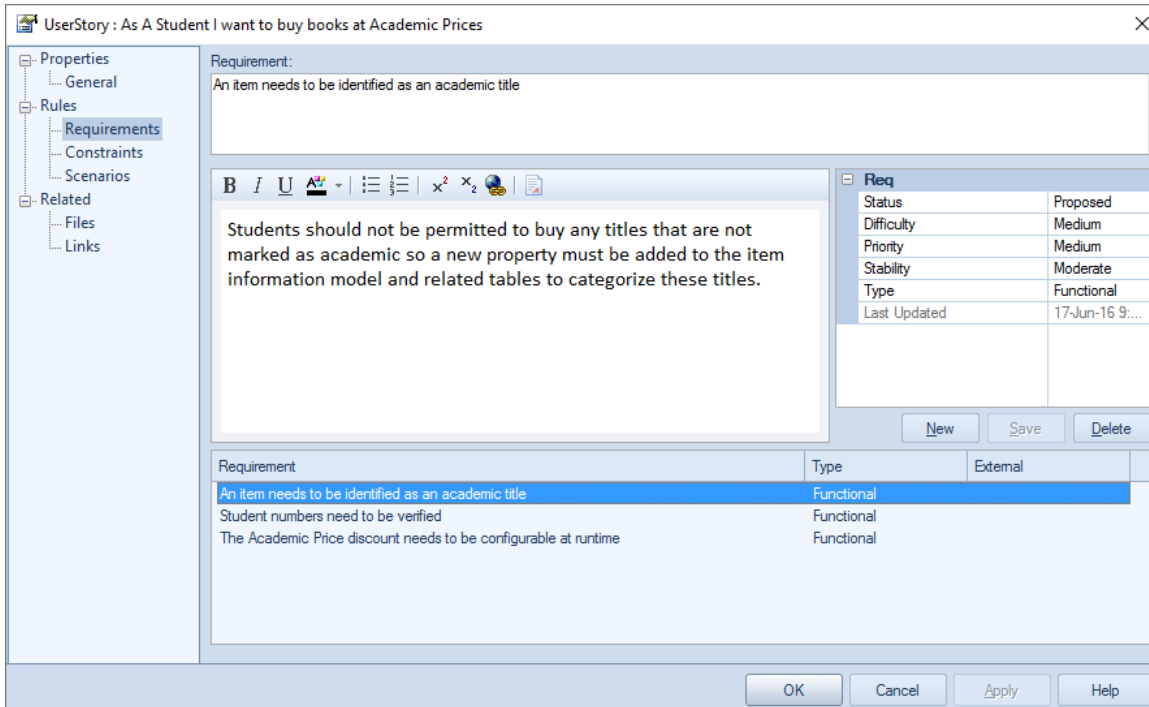 UserStory : As A Student I want to buy books at Academic Prices
Properties
General
Rules
Requirements
Constraints
Scenarios
Related
Files
Links
Requirement:
An item needs to be identified as an academic title
B I U A x² x₂
Students should not be permitted to buy any titles that are not
marked as academic so a new property must be added to the item
information model and related tables to categorize these titles.
Req
Status Proposed
Difficulty Medium
Priority Medium
Stability Moderate
Type Functional
Last Updated 17-Jun-16 9:...
New Save Delete
Requirement Type External
An item needs to be identified as an academic title Functional
Student numbers need to be verified Functional
The Academic Price discount needs to be configurable at runtime Functional
OK Cancel Apply Help